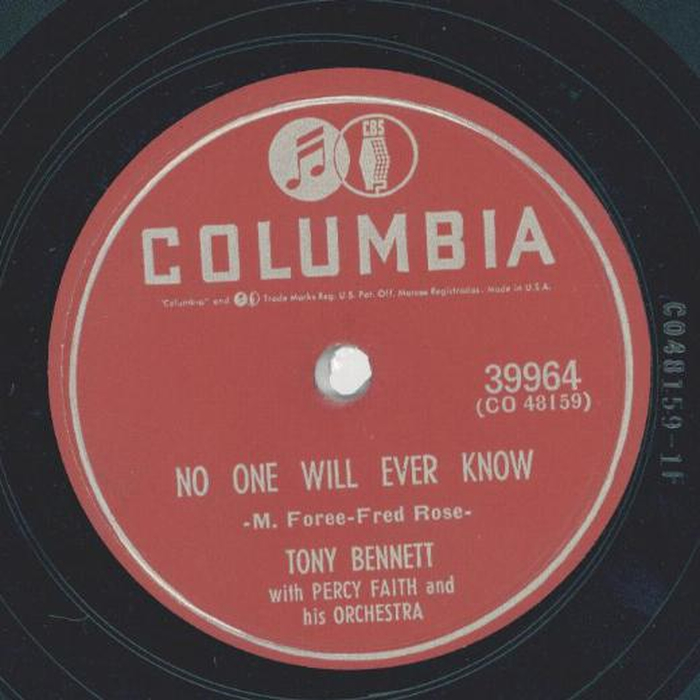 CBS
COLUMBIA
"Columbia" and Trade Marks Reg. U.S. Pat. Off. Marcas Registradas. Made in U.S.A.
39964
(CO 48159)
NO ONE WILL EVER KNOW
-M. Foree-Fred Rose-
TONY BENNETT
with PERCY FAITH and
his ORCHESTRA
CO48159-1F